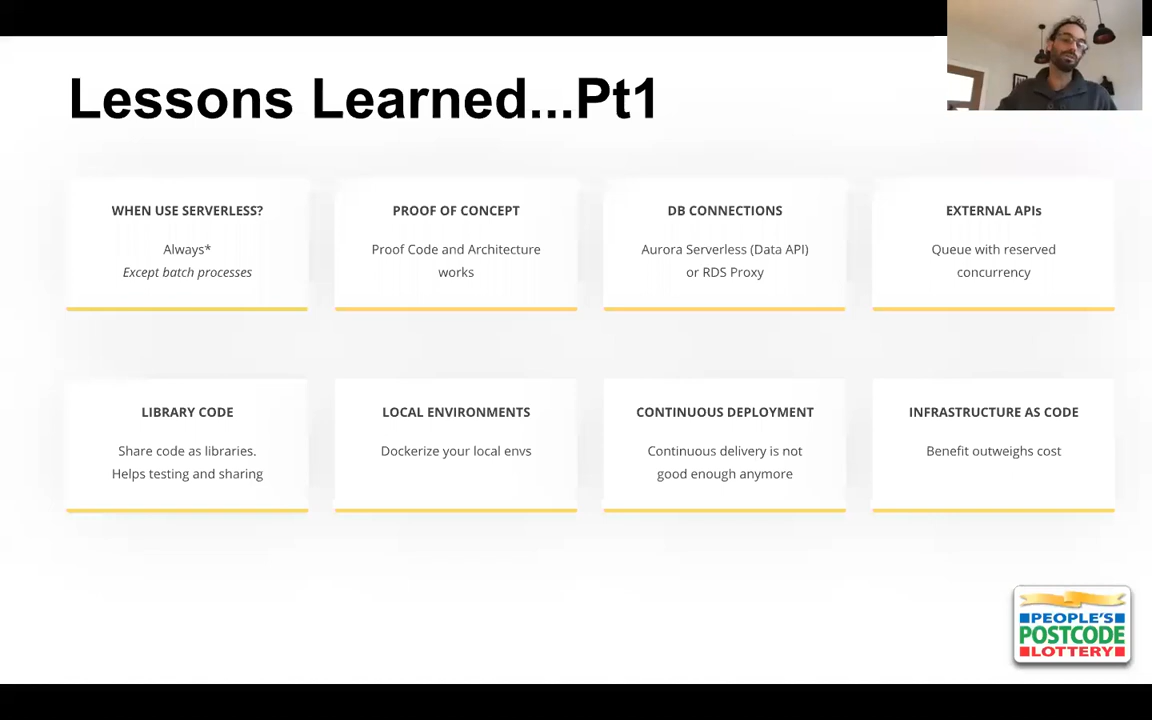 Lessons Learned...Pt1
WHEN USE SERVERLESS?
Always*
Except batch processes
PROOF OF CONCEPT
Proof Code and Architecture
works
DB CONNECTIONS
Aurora Serverless (Data API)
or RDS Proxy
EXTERNAL APIs
Queue with reserved
concurrency
LIBRARY CODE
Share code as libraries.
Helps testing and sharing
LOCAL ENVIRONMENTS
Dockerize your local envs
CONTINUOUS DEPLOYMENT
Continuous delivery is not
good enough anymore
INFRASTRUCTURE AS CODE
Benefit outweighs cost
PEOPLE'S
POSTCODE
LOTTERY